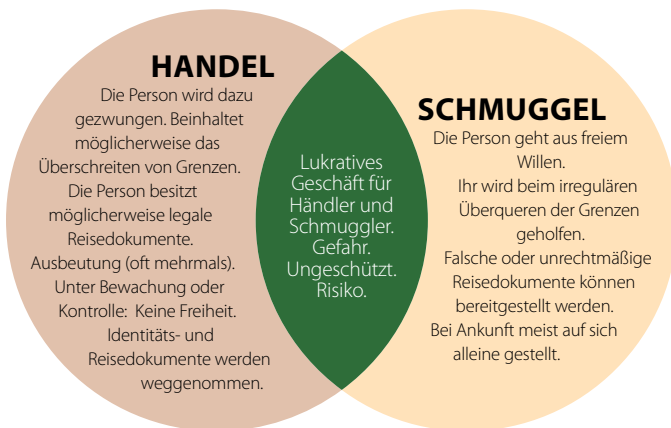 HANDEL
Die Person wird dazu
gezwungen. Beinhaltet
möglicherweise das
Überschreiten von Grenzen.
Die Person besitzt
möglicherweise legale
Reisedokumente.
Ausbeutung (oft mehrmals).
Unter Bewachung oder
Kontrolle: Keine Freiheit.
Identitäts- und
Reisedokumente werden
weggenommen.
Lukratives
Geschäft für
Händler und
Schmuggler.
Gefahr.
Ungeschützt.
Risiko.
SCHMUGGEL
Die Person geht aus freiem
Willen.
Ihr wird beim irregulären
Überqueren der Grenzen
geholfen.
Falsche oder unrechtmäßige
Reisedokumente können
bereitgestellt werden.
Bei Ankunft meist auf sich
alleine gestellt.